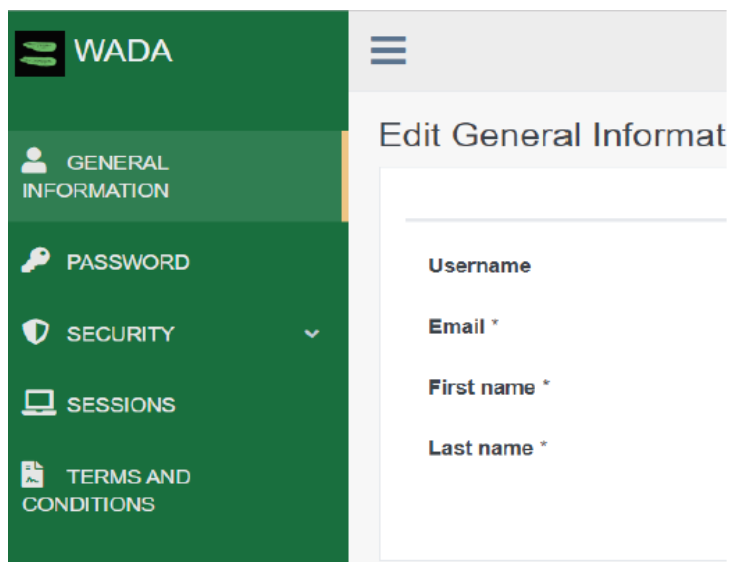 WADA
GENERAL
INFORMATION
PASSWORD
SECURITY
SESSIONS
TERMS AND
CONDITIONS
Edit General Informat
Username
Email *
First name *
Last name *